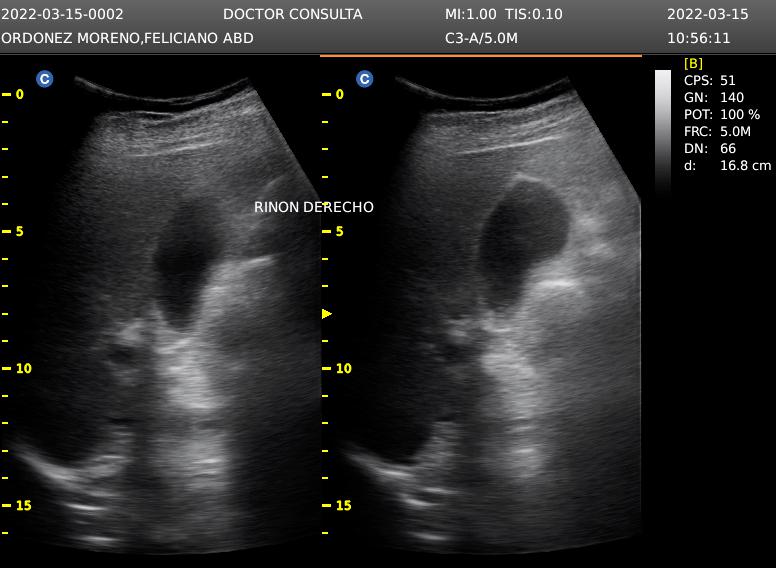 2022-03-15-0002 DOCTOR CONSULTA MI:1.00 TIS:0.10 2022-03-15
ORDONEZ MORENO,FELICIANO ABD C3-A/5.0M 10:56:11
C
C
[B]
CPS: 51
GN: 140
POT: 100 %
FRC: 5.0M
DN: 66
d: 16.8 cm
0
0
RINON DERECHO
5
5
10
10
15
15